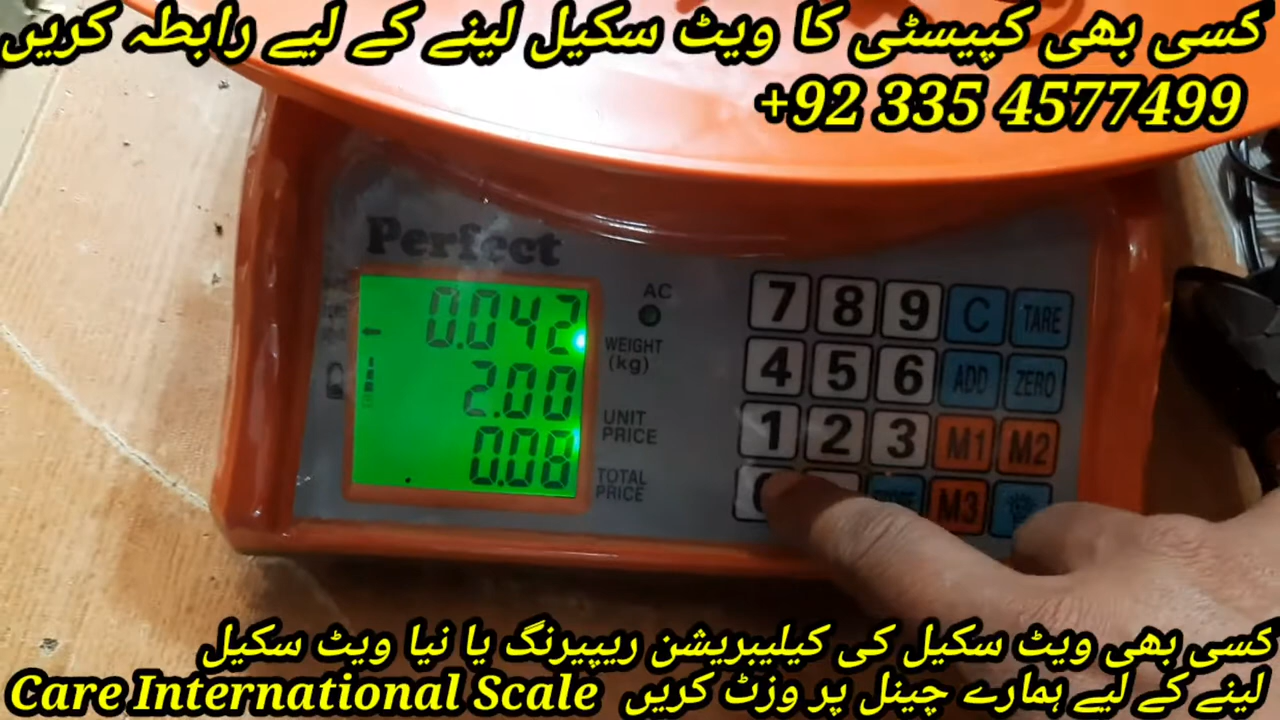 کسی بھی کپیسٹی کا ویٹ سکیل لینے کے لیے رابطہ کریں
+92 335 4577499
Perfect
0.042
2.00
0.08
AC
WEIGHT
(kg)
UNIT
PRICE
TOTAL
PRICE
7 8 9 C TARE
4 5 6 ADD ZERO
1 2 3 M1 M2
M3
کسی بھی ویٹ سکیل کی کیلیبریشن ریپیرنگ یا نیا ویٹ سکیل
لینے کے لیے ہمارے چینل پر وزٹ کریں Care International Scale